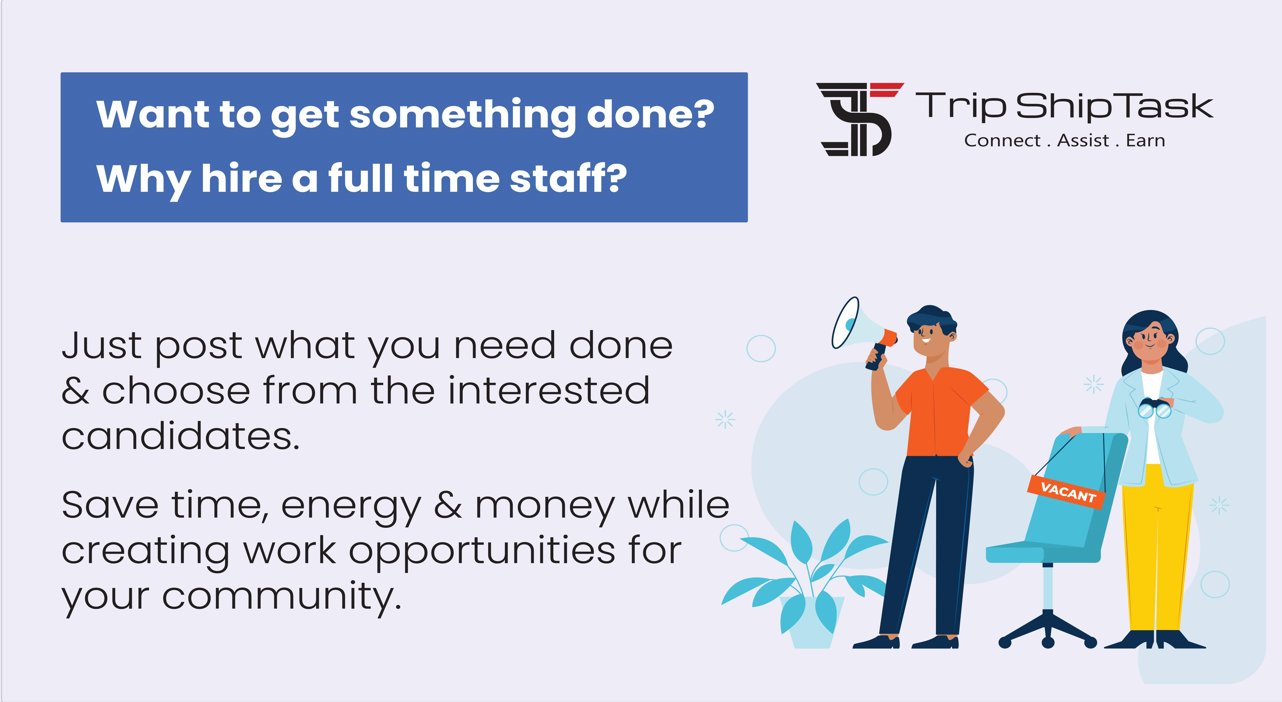 Want to get something done?
Why hire a full time staff?
Trip ShipTask
Connect . Assist . Earn
Just post what you need done
& choose from the interested
candidates.
Save time, energy & money while
creating work opportunities for
your community.
VACANT